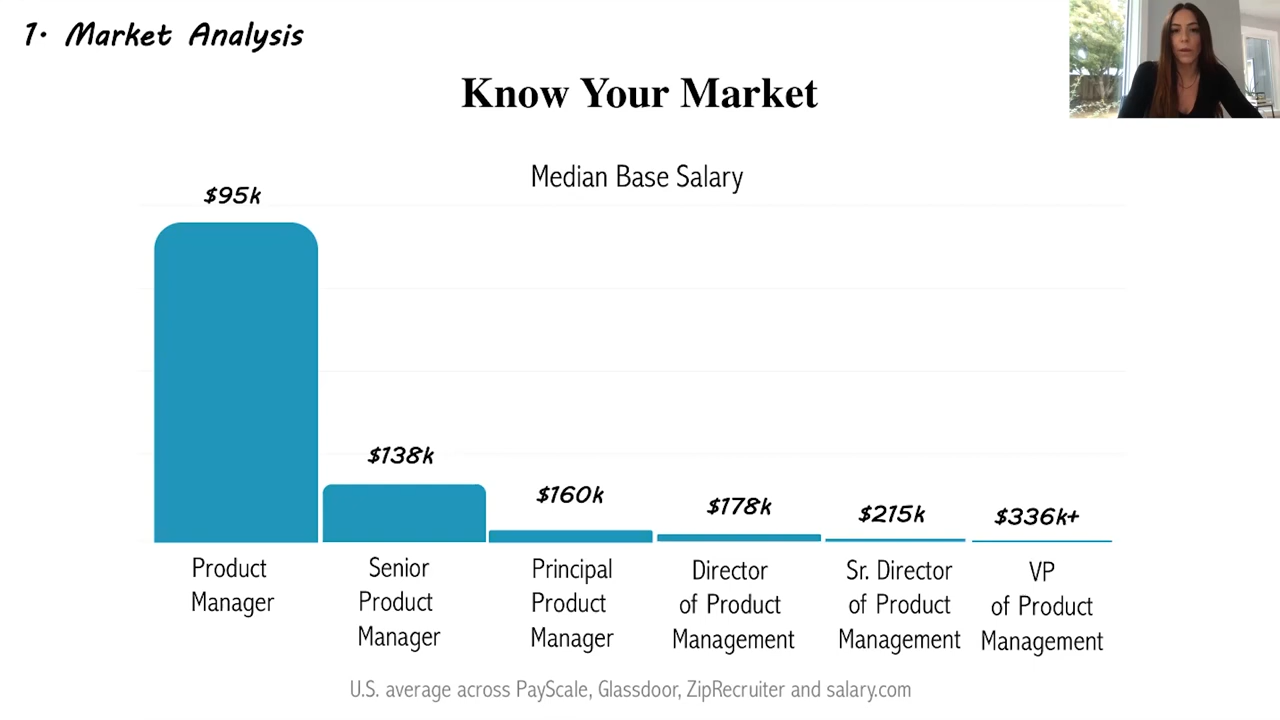 1. Market Analysis
Know Your Market
Median Base Salary
$95k
$138k
$160k
$178k
$215k
$336k+
Product
Manager
Senior
Product
Manager
Principal
Product
Manager
Director
of Product
Management
Sr. Director
of Product
Management
VP
of Product
Management
U.S. average across PayScale, Glassdoor, ZipRecruiter and salary.com